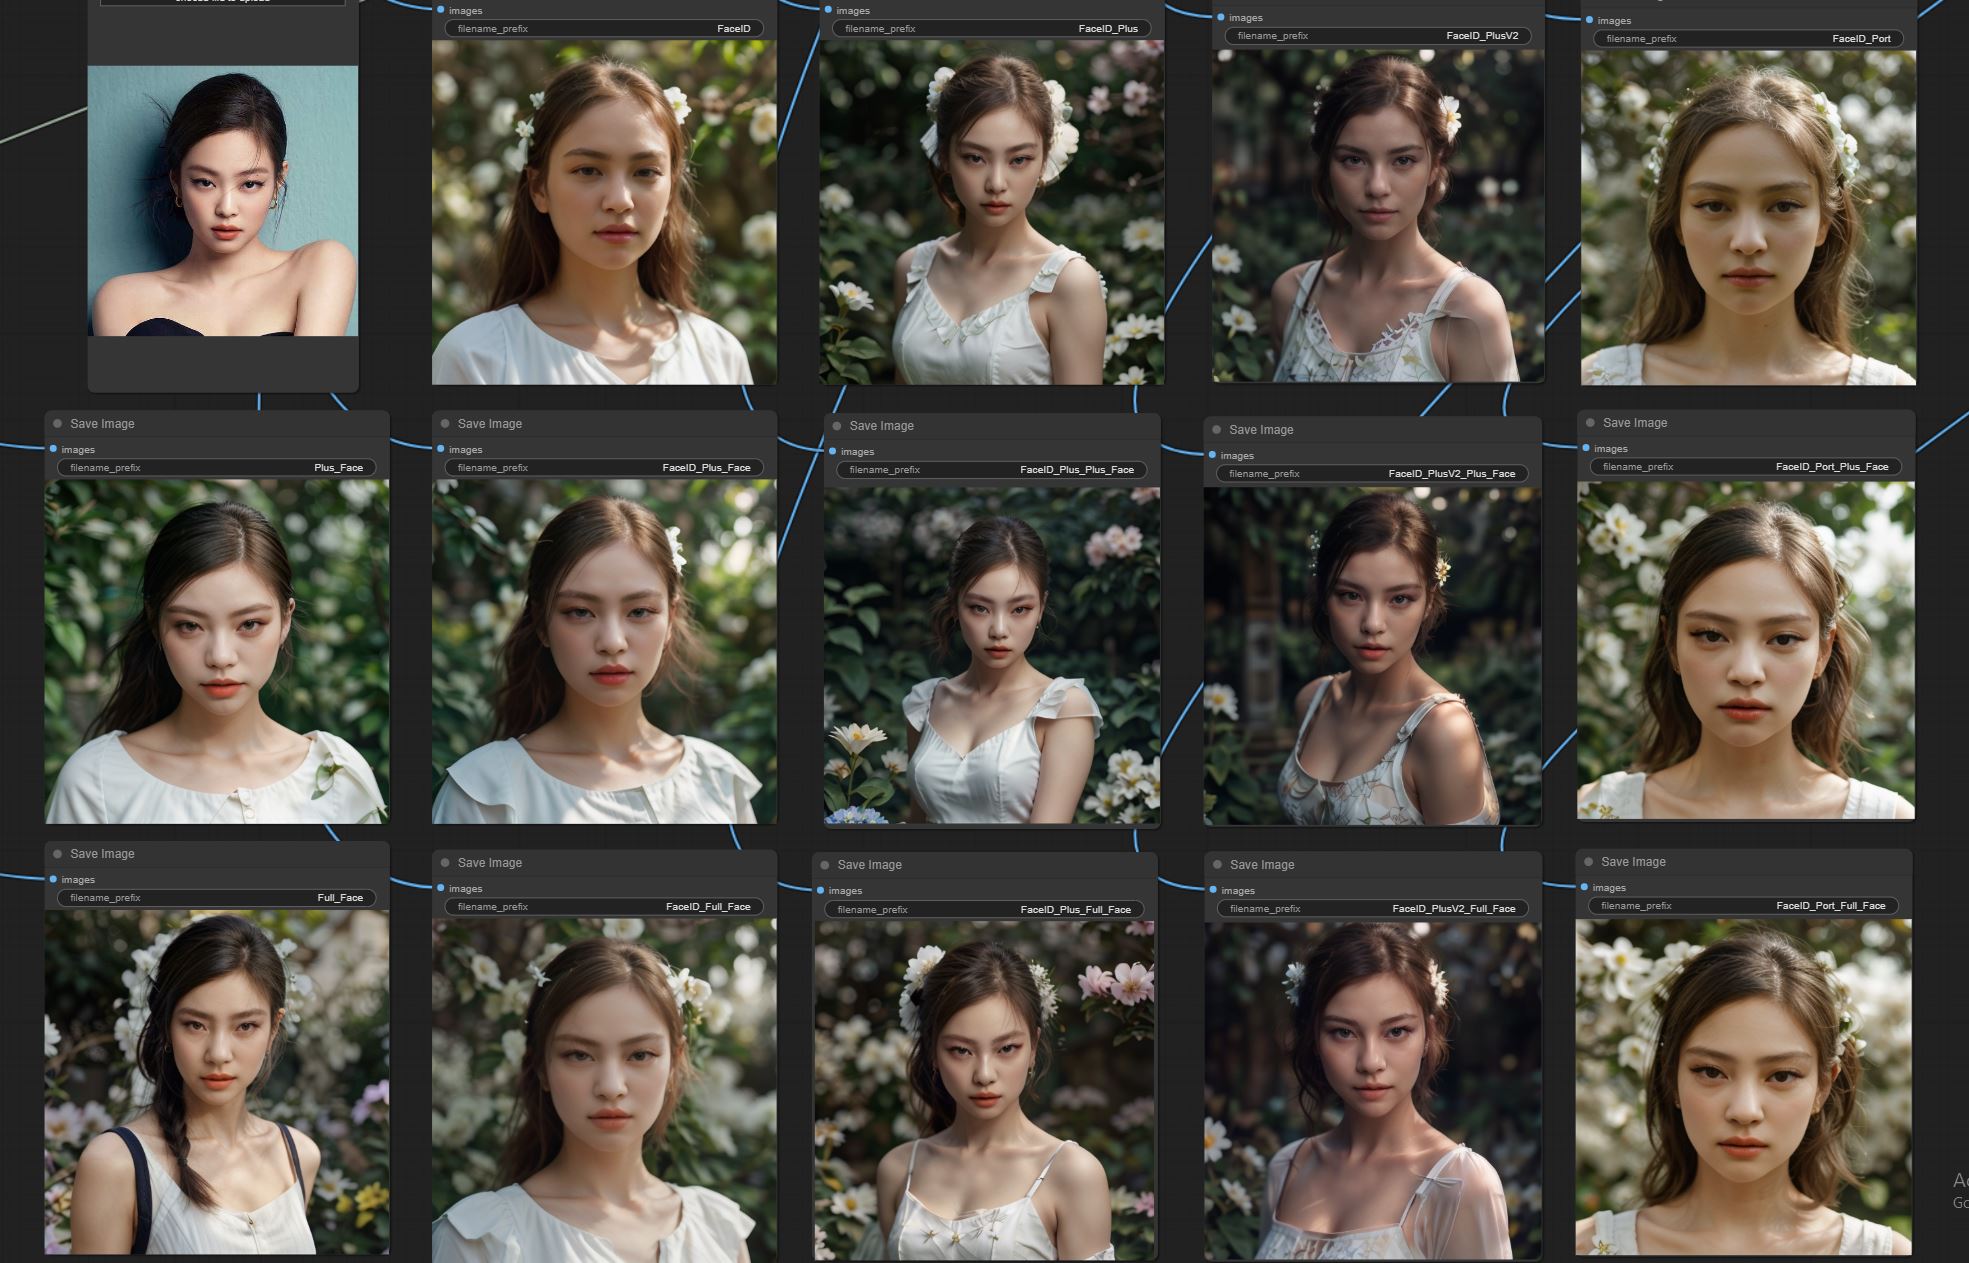 choose file to upload
images
filename_prefix FaceID
images
filename_prefix FaceID_Plus
images
filename_prefix FaceID_PlusV2
images
filename_prefix FaceID_Port
Save Image
images
filename_prefix Plus_Face
Save Image
images
filename_prefix FaceID_Plus_Face
Save Image
images
filename_prefix FaceID_Plus_Plus_Face
Save Image
images
filename_prefix FaceID_PlusV2_Plus_Face
Save Image
images
filename_prefix FaceID_Port_Plus_Face
Save Image
images
filename_prefix Full_Face
Save Image
images
filename_prefix FaceID_Full_Face
Save Image
images
filename_prefix FaceID_Plus_Full_Face
Save Image
images
filename_prefix FaceID_PlusV2_Full_Face
Save Image
images
filename_prefix FaceID_Port_Full_Face